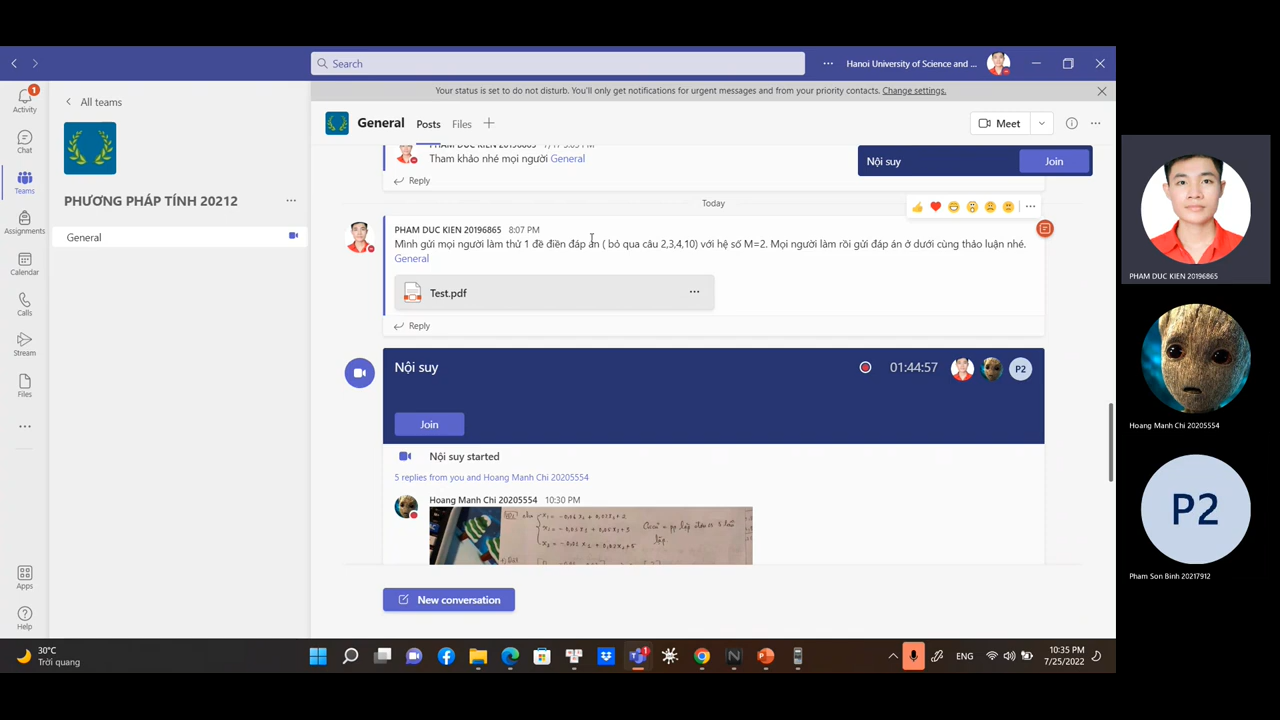 Search
Hanoi University of Science and ...
Your status is set to do not disturb. You'll only get notifications for urgent messages and from your priority contacts. Change settings.
1
Activity
Chat
Teams
Assignments
Calendar
Calls
Stream
Files
Apps
Help
All teams
PHƯƠNG PHÁP TÍNH 20212
General
General
Posts
Files
Meet
Nội suy
Join
PHAM DUC KIEN 20196865
Tham khảo nhé mọi người General
Reply
Today
PHAM DUC KIEN 20196865 8:07 PM
Mình gửi mọi người làm thử 1 đề điền đáp án ( bỏ qua câu 2,3,4,10) với hệ số M=2. Mọi người làm rồi gửi đáp án ở dưới cùng thảo luận nhé.
General
Test.pdf
Reply
Nội suy
01:44:57
P2
Join
Nội suy started
5 replies from you and Hoang Manh Chi 20205554
Hoang Manh Chi 20205554 10:30 PM
New conversation
PHAM DUC KIEN 20196865
Hoang Manh Chi 20205554
P2
Pham Son Binh 20217912
30°C
Trời quang
1
ENG
10:35 PM
7/25/2022